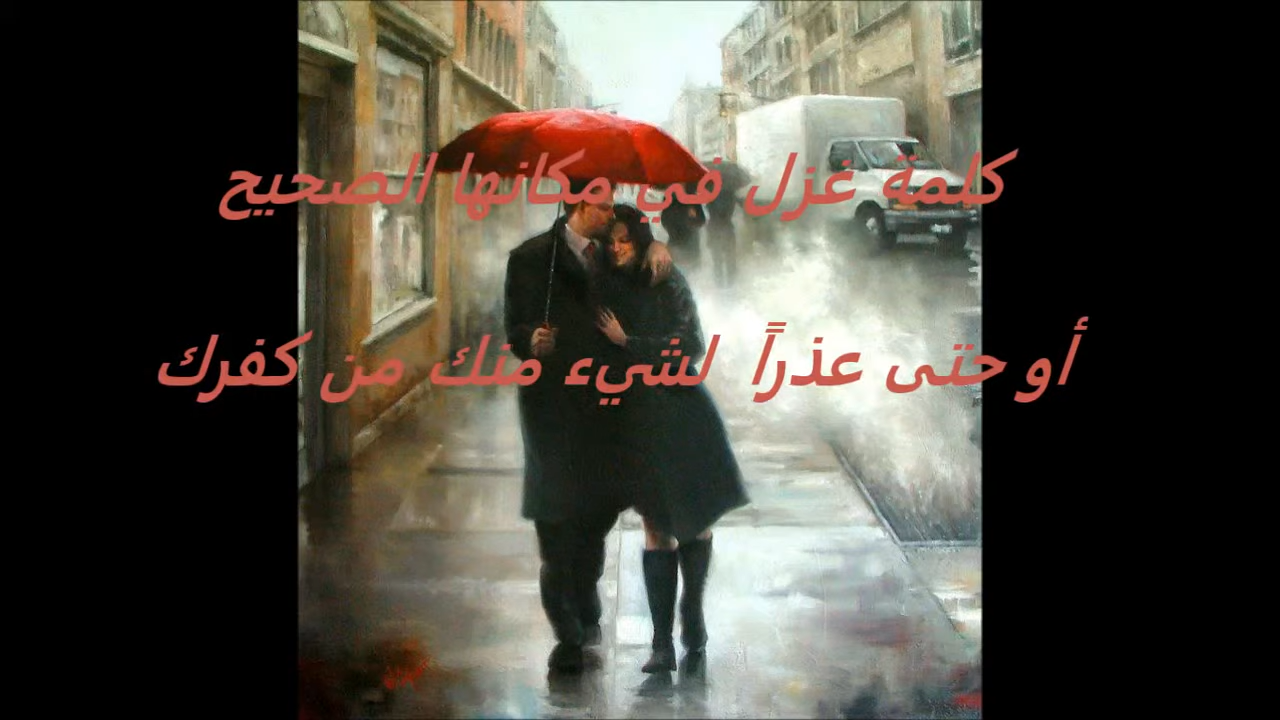 كلمة غزل في مكانها الصحيح
أو حتى عذراً لشيء منك من كفرك